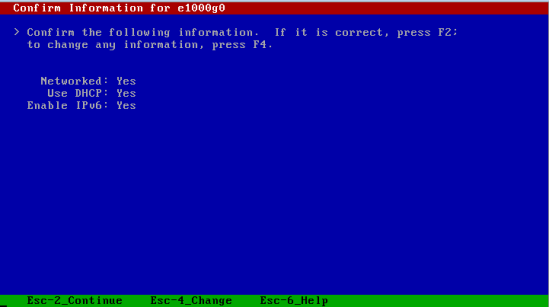 Confirm Information for e1000g0
> Confirm the following information. If it is correct, press F2;
to change any information, press F4.
Networked: Yes
Use DHCP: Yes
Enable IPv6: Yes
Esc-2_Continue Esc-4_Change Esc-6_Help